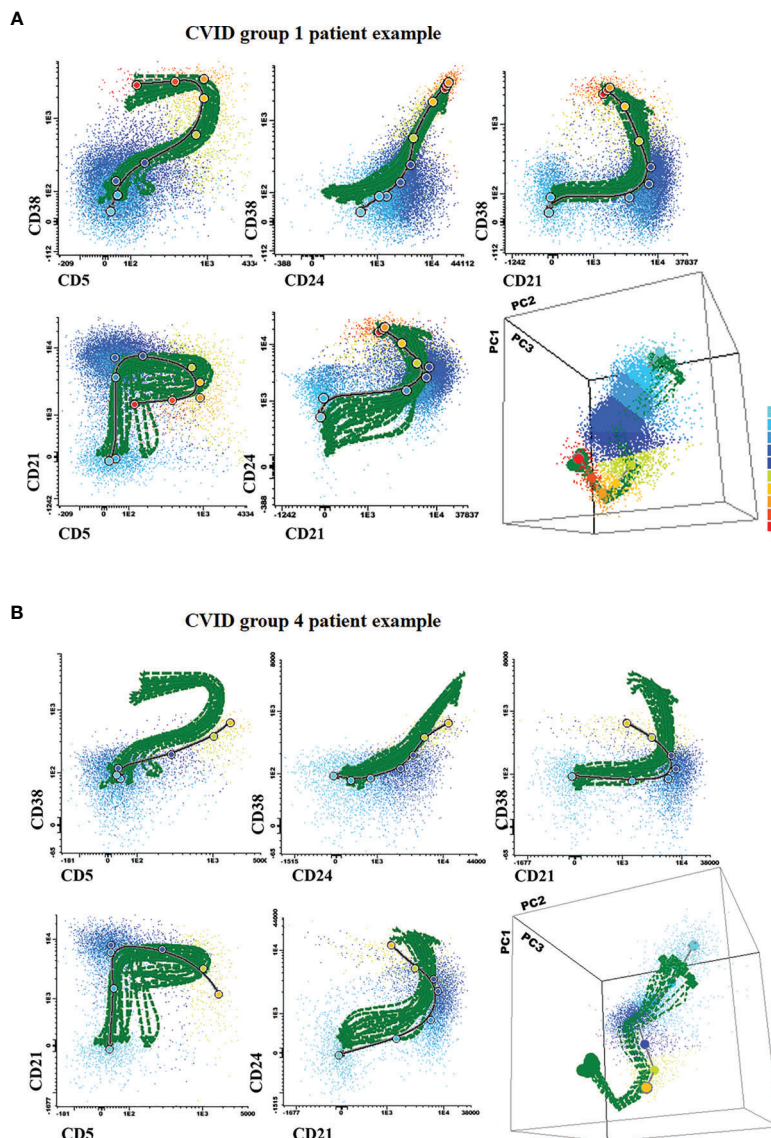 A
CVID group 1 patient example
CD38
1E3
1E2
0
-112
-209 0 1E2 1E3 4334
CD5
CD38
1E3
1E2
0
-112
-388 0 1E3 1E4 44112
CD24
CD38
1E3
1E2
0
-112
-1242 0 1E3 1E4 37837
CD21
CD21
1E4
1E3
0
-1242
-209 0 1E2 1E3 4334
CD5
CD24
1E4
1E3
0
-388
-1242 0 1E3 1E4 37837
CD21
PC1
PC2
PC3
B
CVID group 4 patient example
CD38
1E3
1E2
0
-65
-181 0 1E2 1E3 5000
CD5
CD38
8000
1E3
1E2
0
-65
-1515 0 1E3 1E4 44000
CD24
CD38
8000
1E3
1E2
0
-65
-1677 0 1E3 1E4 38000
CD21
CD21
1E4
1E3
0
-1677
-181 0 1E2 1E3 5000
CD5
CD24
44000
1E4
1E3
0
-1515
-1677 0 1E3 1E4 38000
CD21
PC1
PC2
PC3